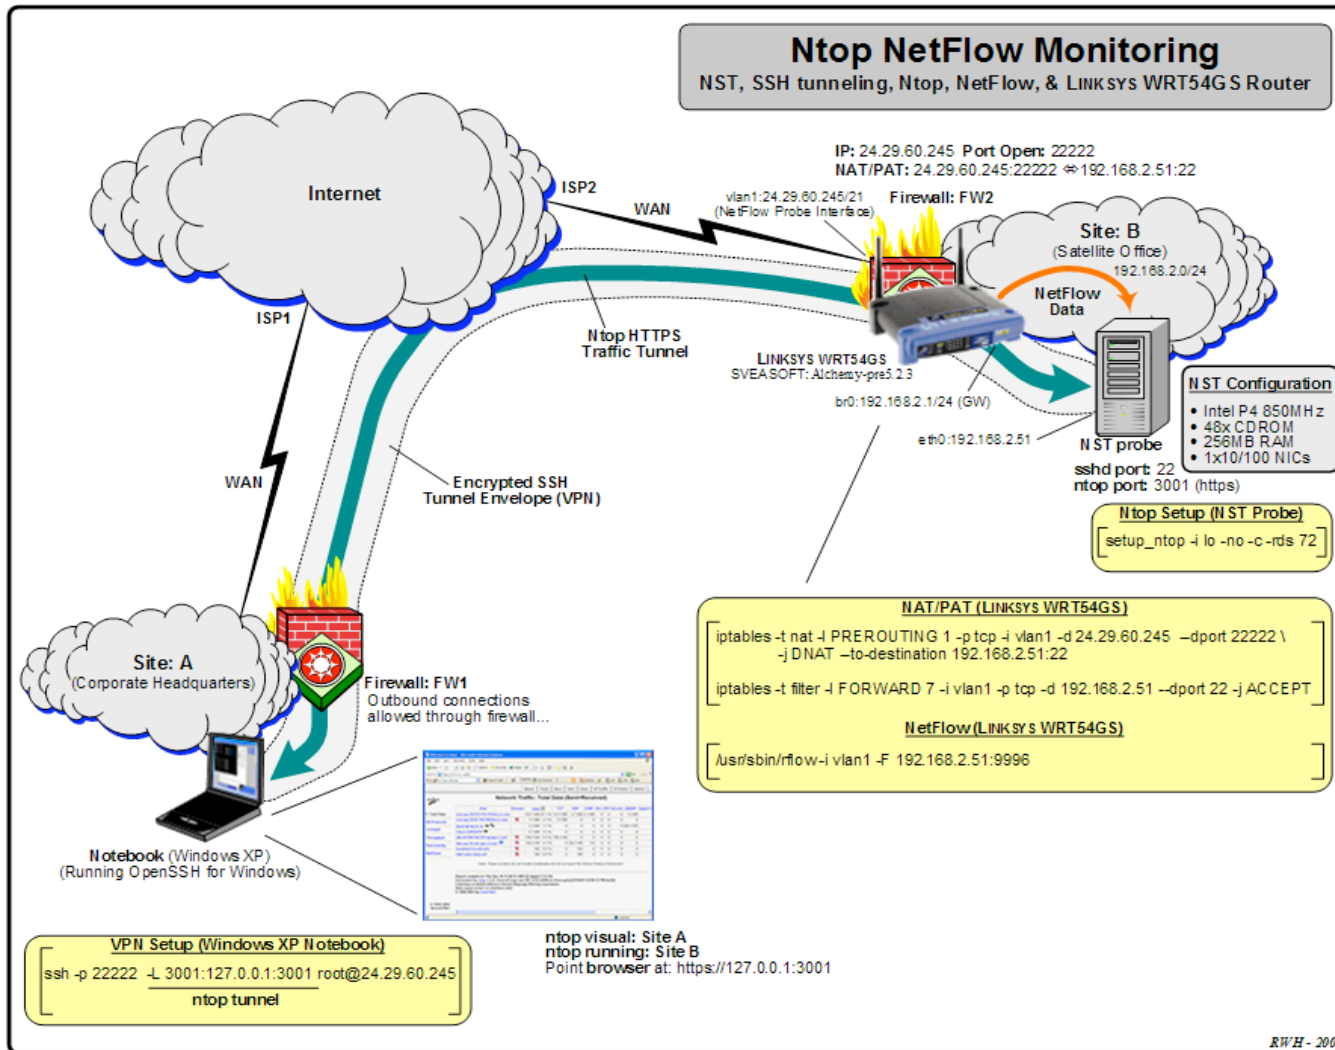 Ntop NetFlow Monitoring
NST, SSH tunneling, Ntop, NetFlow, & LINKSYS WRT54GS Router
IP: 24.29.60.245 Port Open: 22222
NAT/PAT: 24.29.60.245:22222 ⇔192.168.2.51:22
Internet
ISP2
WAN
vlan1:24.29.60.245/21
(NetFlow Probe Interface)
Firewall: FW2
Site: B
(Satellite Office)
192.168.2.0/24
NetFlow
Data
ISP1
Ntop HTTPS
Traffic Tunnel
LINKSYS WRT54GS
SVEASOFT: Alchemy-pre5.2.3
br0:192.168.2.1/24 (GW)
eth0:192.168.2.51
NST Configuration
• Intel P4 850MHz
• 48x CDROM
• 256MB RAM
• 1x10/100 NICs
NST probe
sshd port: 22
ntop port: 3001 (https)
WAN
Encrypted SSH
Tunnel Envelope (VPN)
Ntop Setup (NST Probe)
setup_ntop -i lo -no -c -rds 72
NAT/PAT (LINKSYS WRT54GS)
iptables -t nat -I PREROUTING 1 -p tcp -i vlan1 -d 24.29.60.245 --dport 22222 \
-j DNAT --to-destination 192.168.2.51:22
iptables -t filter -I FORWARD 7 -i vlan1 -p tcp -d 192.168.2.51 --dport 22 -j ACCEPT
NetFlow (LINKSYS WRT54GS)
/usr/sbin/rflow -i vlan1 -F 192.168.2.51:9996
Site: A
(Corporate Headquarters)
Firewall: FW1
Outbound connections
allowed through firewall...
Notebook (Windows XP)
(Running OpenSSH for Windows)
Network Traffic: Total Data (Sent+Received)
ntop visual: Site A
ntop running: Site B
Point browser at: https://127.0.0.1:3001
VPN Setup (Windows XP Notebook)
ssh -p 22222 -L 3001:127.0.0.1:3001 root@24.29.60.245
ntop tunnel
RWH - 200